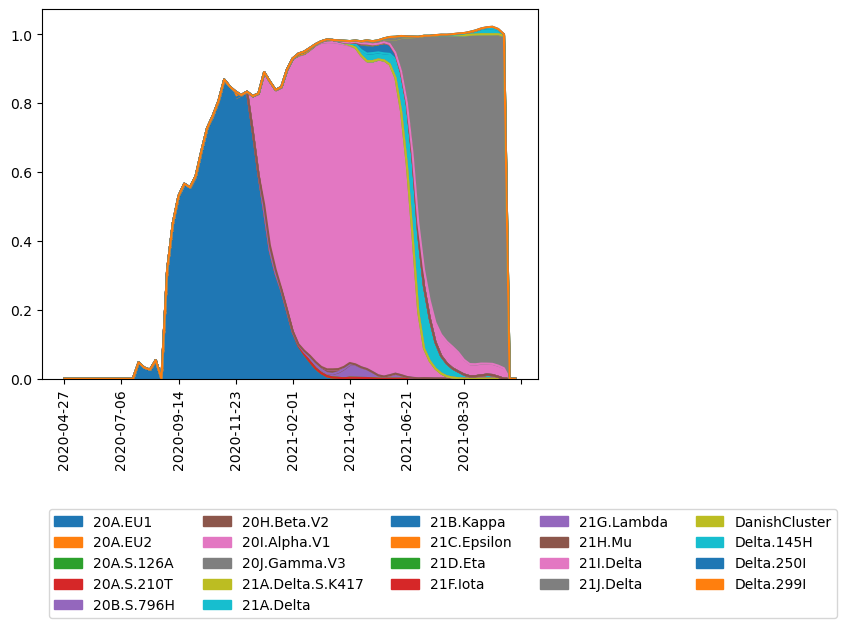 1.0
0.8
0.6
0.4
0.2
0.0
2020-04-27
2020-07-06
2020-09-14
2020-11-23
2021-02-01
2021-04-12
2021-06-21
2021-08-30
20A.EU1 20H.Beta.V2 21B.Kappa 21G.Lambda DanishCluster
20A.EU2 20I.Alpha.V1 21C.Epsilon 21H.Mu Delta.145H
20A.S.126A 20J.Gamma.V3 21D.Eta 21I.Delta Delta.250I
20A.S.210T 21A.Delta.S.K417 21F.Iota 21J.Delta Delta.299I
20B.S.796H 21A.Delta